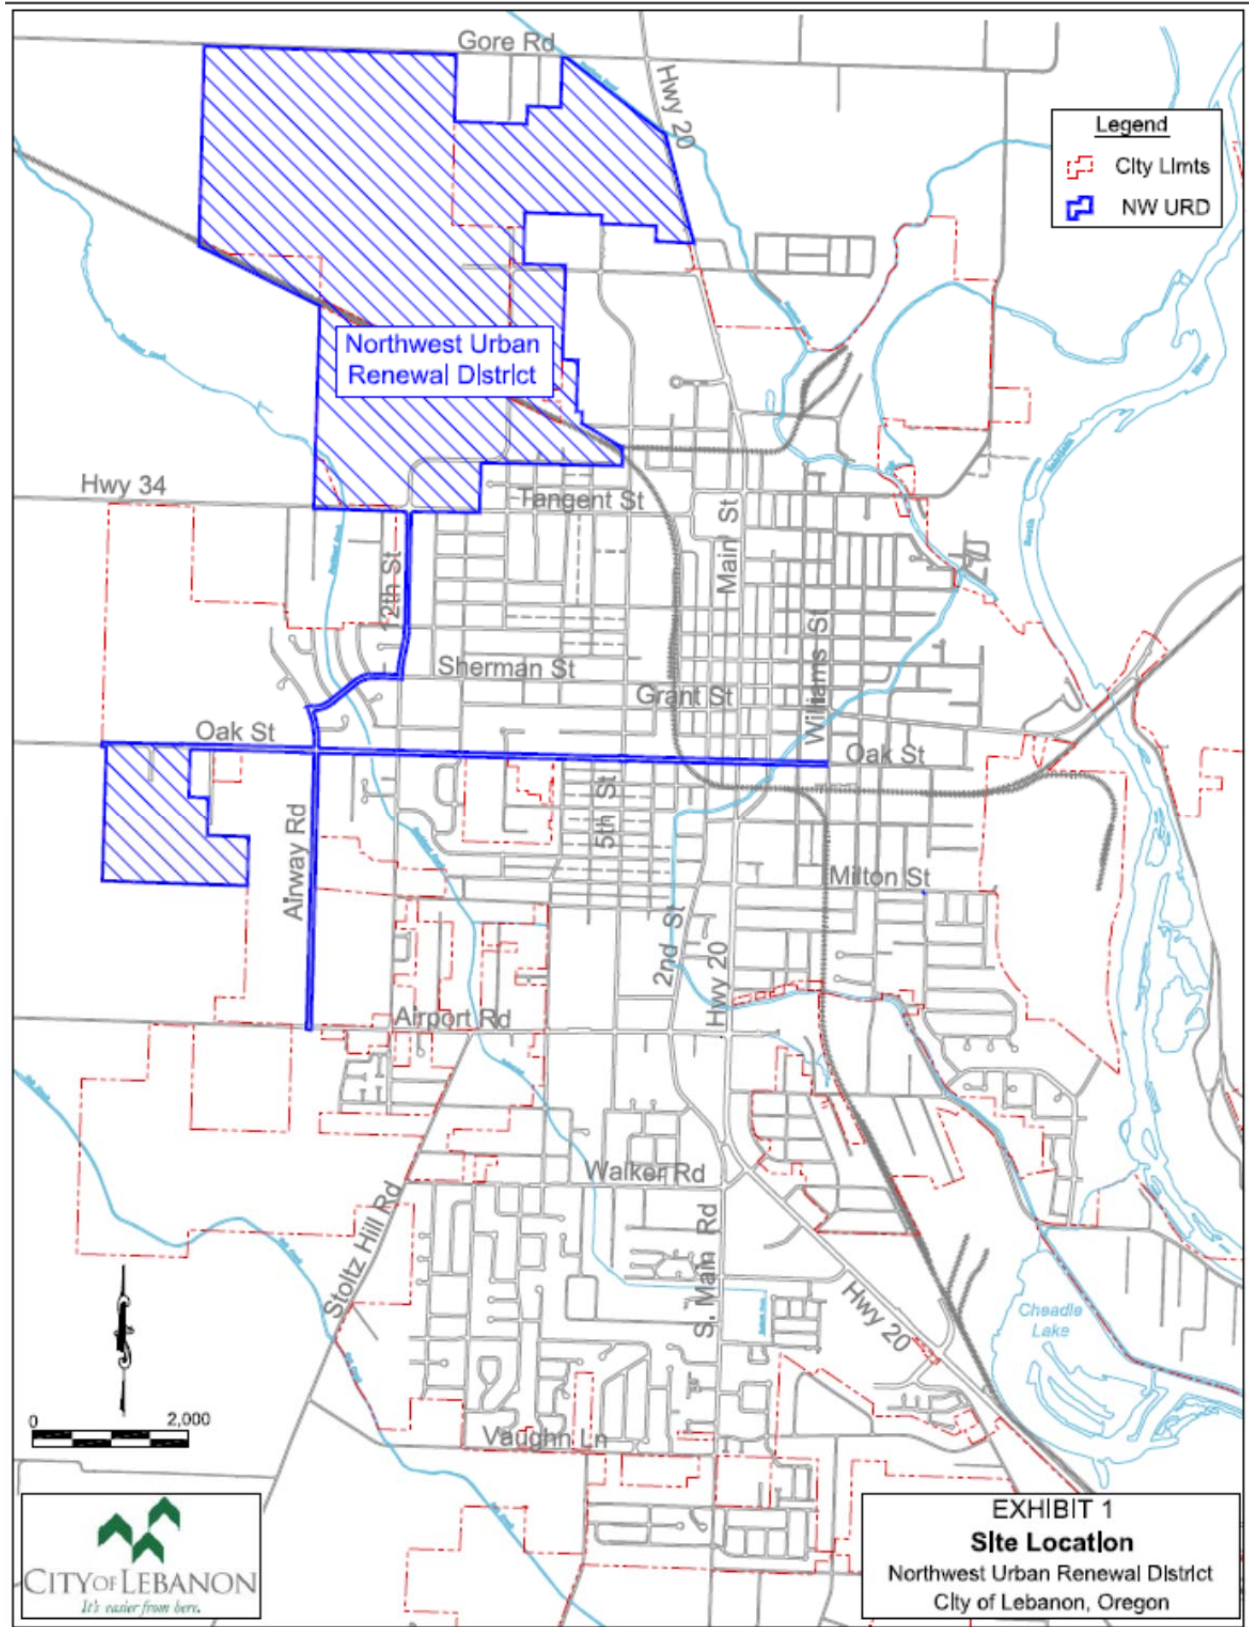 Gore Rd
Hwy 20
Legend
City Limts
NW URD
Northwest Urban
Renewal District
Hwy 34
Tangent St
Main St
12th St
Sherman St
Grant St
Williams St
Oak St
Oak St
5th St
Airway Rd
Milton St
2nd St
Hwy 20
Airport Rd
Walker Rd
Stoltz Hill Rd
S. Main Rd
Hwy 20
Cheadle
Lake
0 2,000
Vaughn Ln
CITY OF LEBANON
It's easier from here.
EXHIBIT 1
Site Location
Northwest Urban Renewal District
City of Lebanon, Oregon
South
Santiam
River